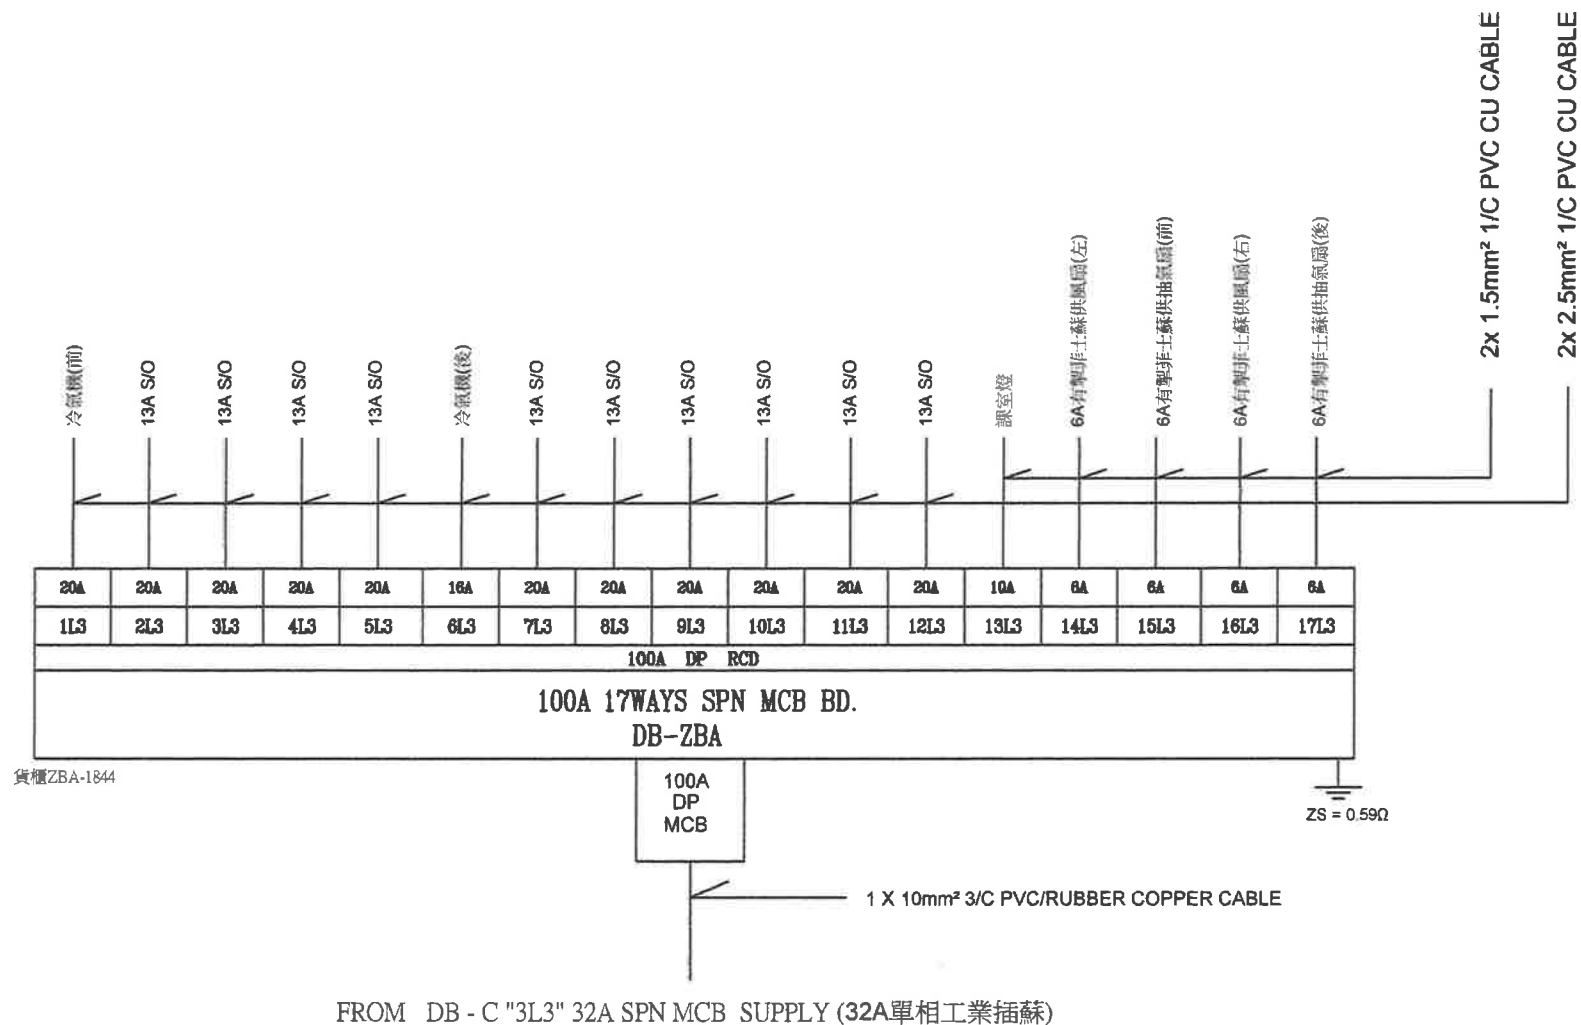 2x 1.5mm² 1/C PVC CU CABLE
2x 2.5mm² 1/C PVC CU CABLE
冷氣機(前)
13A S/O
13A S/O
13A S/O
13A S/O
冷氣機(後)
13A S/O
13A S/O
13A S/O
13A S/O
13A S/O
13A S/O
課室燈
6A有掣菲士蘇供風扇(左)
6A有掣菲士蘇供抽氣扇(前)
6A有掣菲士蘇供風扇(右)
6A有掣菲士蘇供抽氣扇(後)
20A 20A 20A 20A 20A 16A 20A 20A 20A 20A 20A 20A 10A 6A 6A 6A 6A
1L3 2L3 3L3 4L3 5L3 6L3 7L3 8L3 9L3 10L3 11L3 12L3 13L3 14L3 15L3 16L3 17L3
100A DP RCD
100A 17WAYS SPN MCB BD.
DB-ZBA
貨櫃ZBA-1844
100A
DP
MCB
ZS = 0.59Ω
1 X 10mm² 3/C PVC/RUBBER COPPER CABLE
FROM DB - C "3L3" 32A SPN MCB SUPPLY (32A單相工業插蘇)